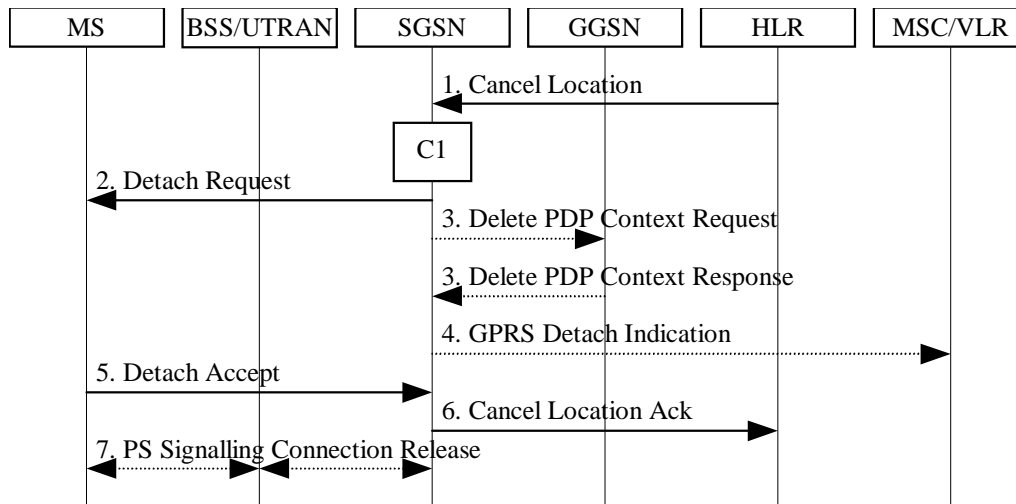 MS BSS/UTRAN SGSN GGSN HLR MSC/VLR
1. Cancel Location
C1
2. Detach Request
3. Delete PDP Context Request
3. Delete PDP Context Response
4. GPRS Detach Indication
5. Detach Accept
6. Cancel Location Ack
7. PS Signalling Connection Release